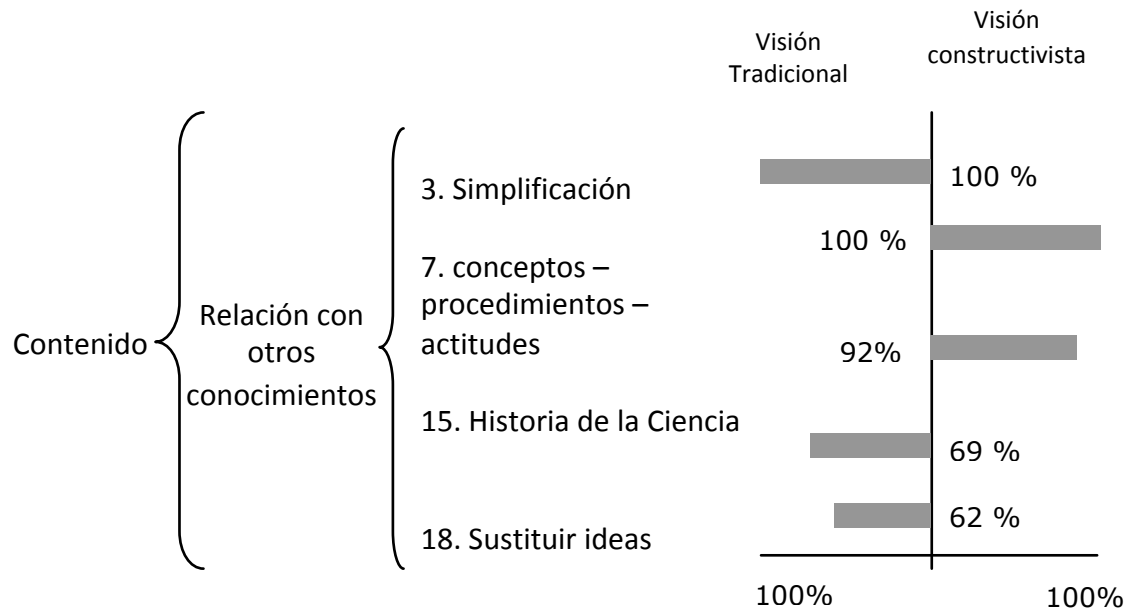 Visión
Tradicional
Visión
constructivista
Contenido
Relación con
otros
conocimientos
3. Simplificación
7. conceptos –
procedimientos –
actitudes
15. Historia de la Ciencia
18. Sustituir ideas
100 %
100 %
92%
69 %
62 %
100%
100%